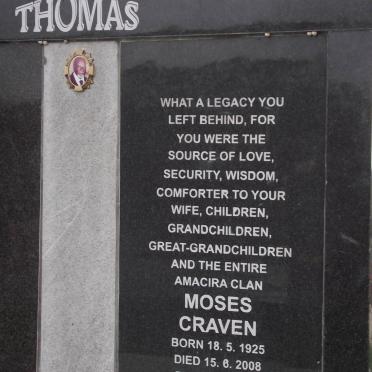 THOMAS
WHAT A LEGACY YOU
LEFT BEHIND, FOR
YOU WERE THE
SOURCE OF LOVE,
SECURITY, WISDOM,
COMFORTER TO YOUR
WIFE, CHILDREN,
GRANDCHILDREN,
GREAT-GRANDCHILDREN
AND THE ENTIRE
AMACIRA CLAN
MOSES
CRAVEN
BORN 18. 5. 1925
DIED 15. 6. 2008